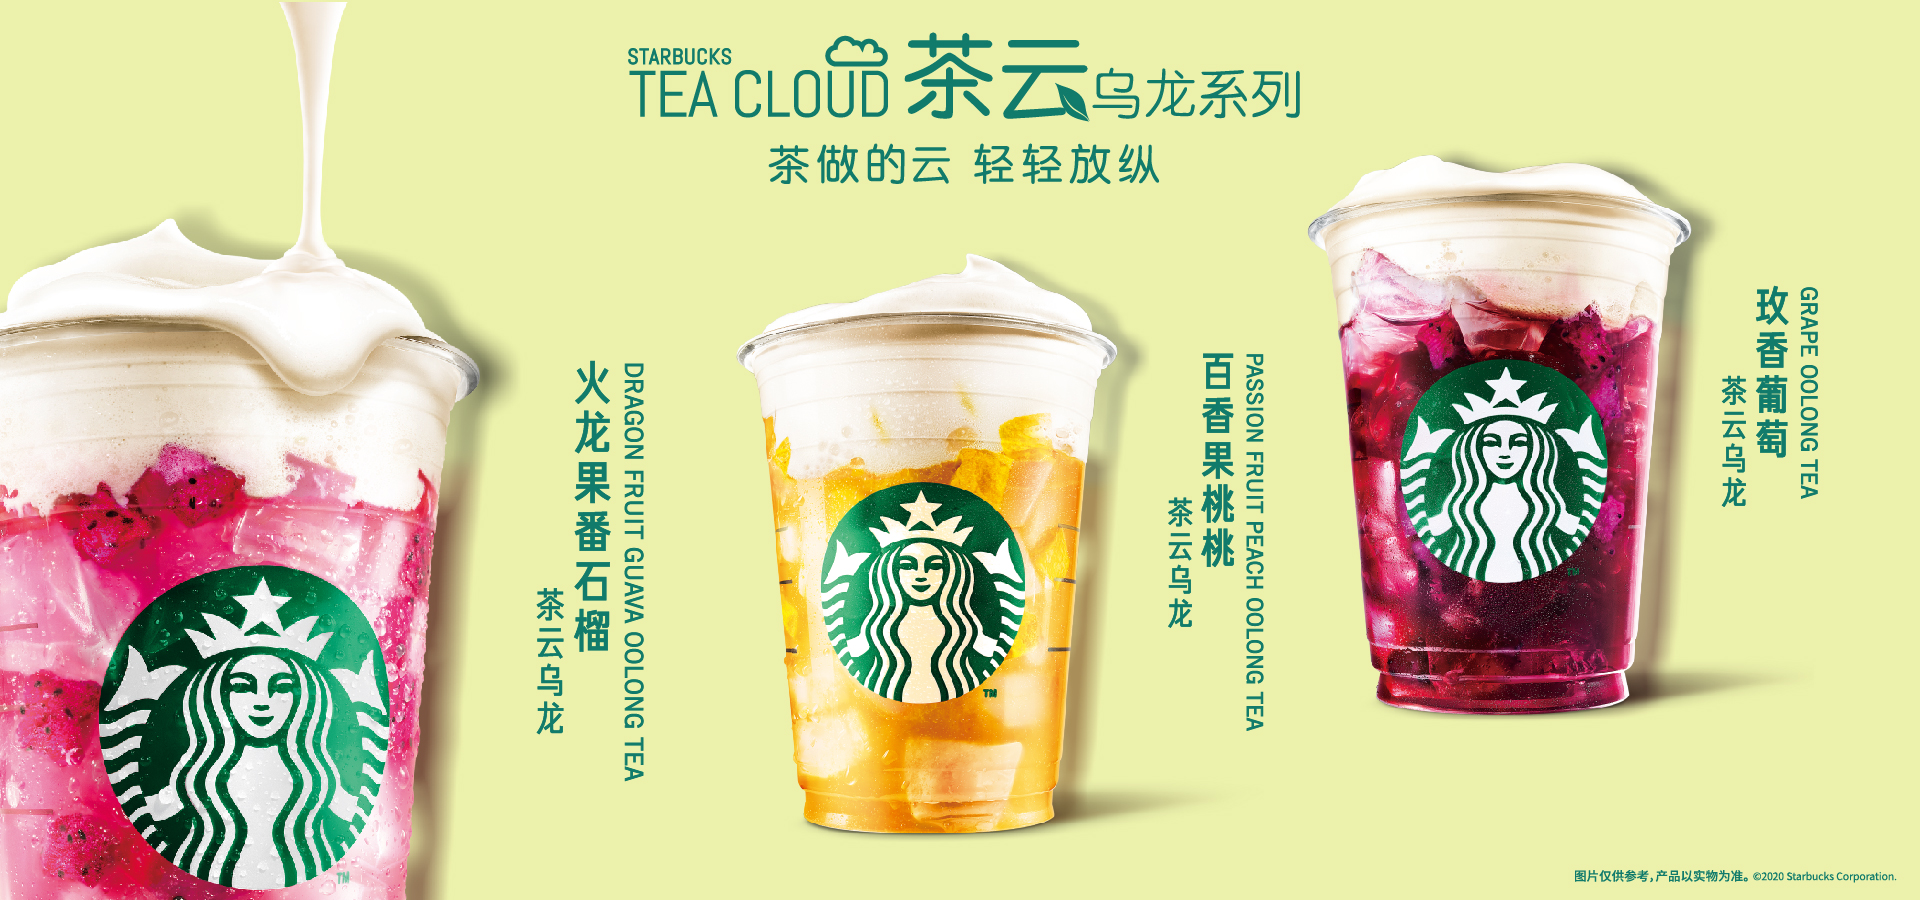 STARBUCKS
TEA CLOUD 茶云乌龙系列
茶做的云 轻轻放纵
DRAGON FRUIT GUAVA OOLONG TEA
火龙果番石榴
茶云乌龙
TM
PASSION FRUIT PEACH OOLONG TEA
百香果桃桃
茶云乌龙
TM
GRAPE OOLONG TEA
玫香葡萄
茶云乌龙
TM
图片仅供参考，产品以实物为准。©2020 Starbucks Corporation.